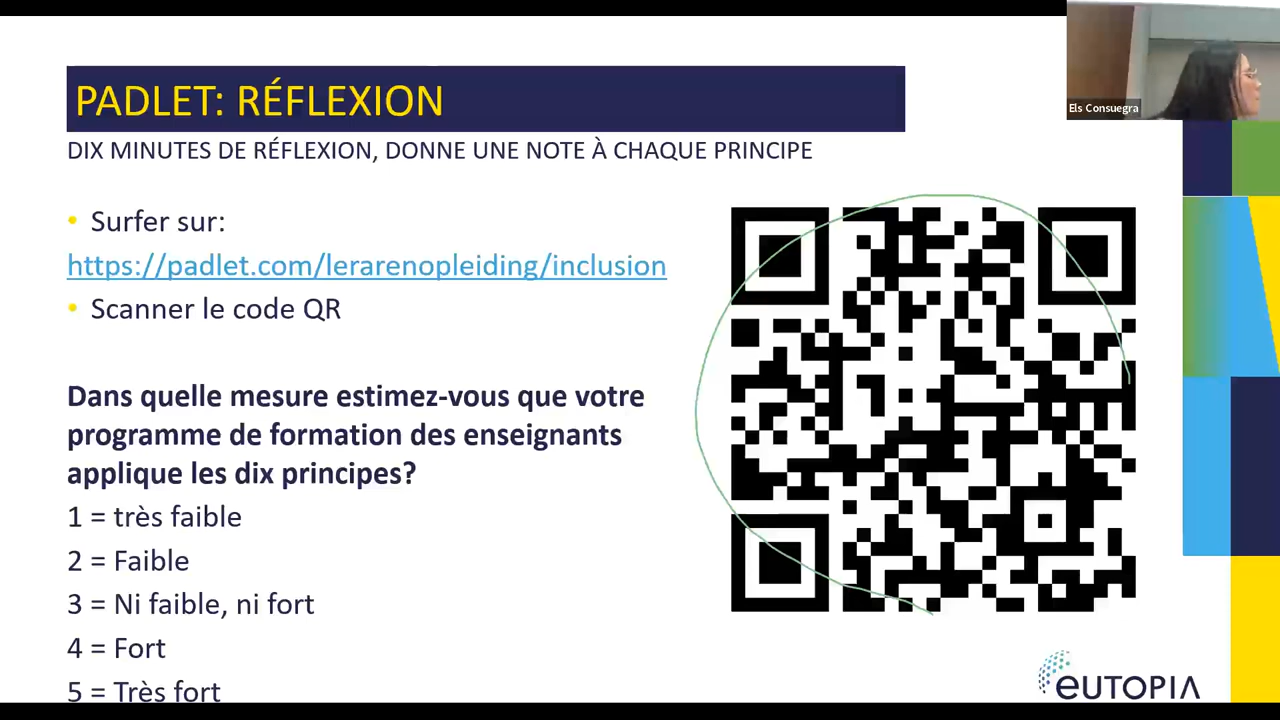 PADLET: RÉFLEXION
Els Consuegra
DIX MINUTES DE RÉFLEXION, DONNE UNE NOTE À CHAQUE PRINCIPE
• Surfer sur:
https://padlet.com/lerarenopleiding/inclusion
• Scanner le code QR
Dans quelle mesure estimez-vous que votre
programme de formation des enseignants
applique les dix principes?
1 = très faible
2 = Faible
3 = Ni faible, ni fort
4 = Fort
5 = Très fort
eUTOPIA